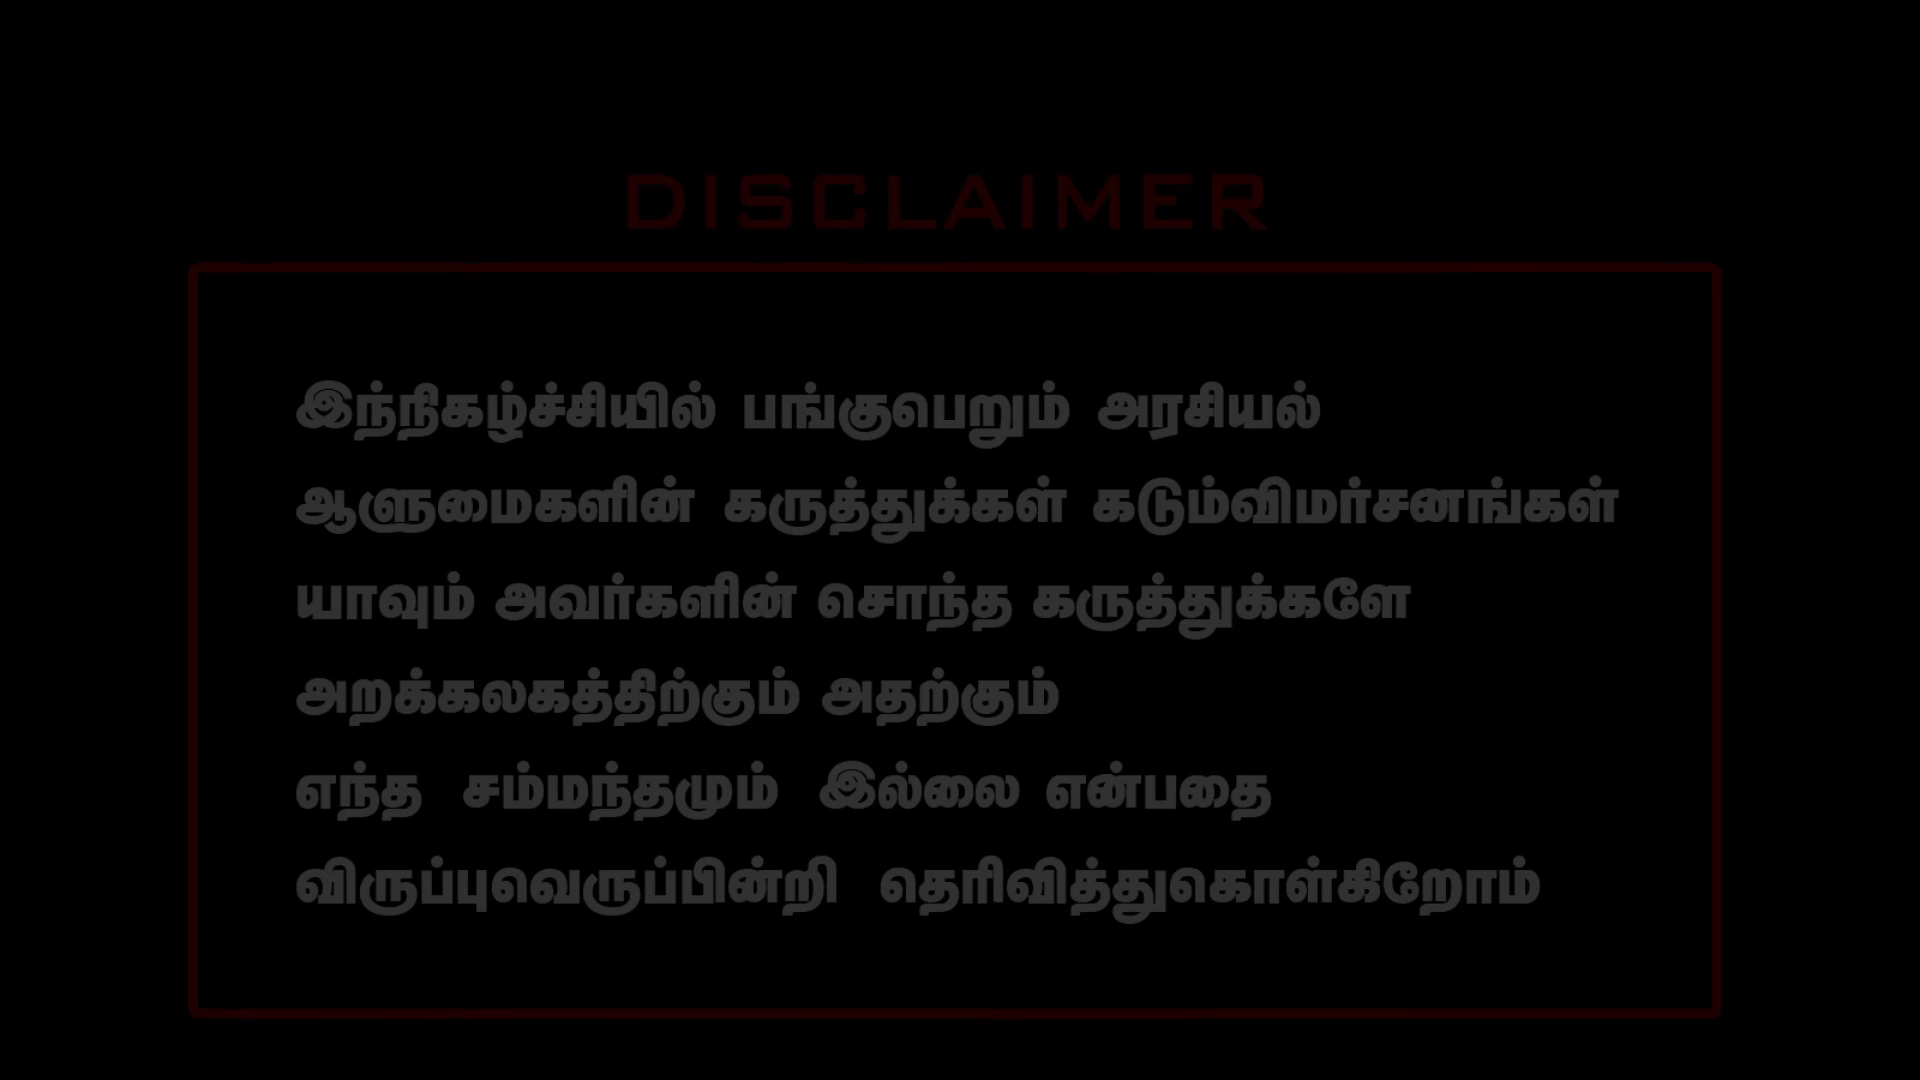 DISCLAIMER
இந்நிகழ்ச்சியில் பங்குபெறும் அரசியல்
ஆளுமைகளின் கருத்துக்கள் கடும்விமர்சனங்கள்
யாவும் அவர்களின் சொந்த கருத்துக்களே
அறக்கலகத்திற்கும் அதற்கும்
எந்த சம்மந்தமும் இல்லை என்பதை
விருப்புவெருப்பின்றி தெரிவித்துகொள்கிறோம்